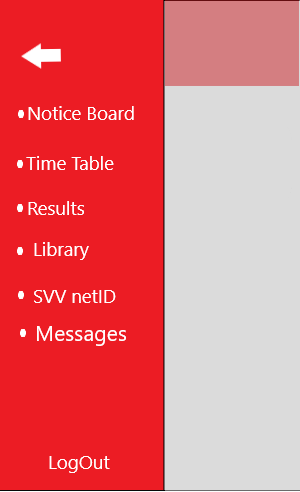 Notice Board
Time Table
Results
Library
SVV netID
Messages
LogOut